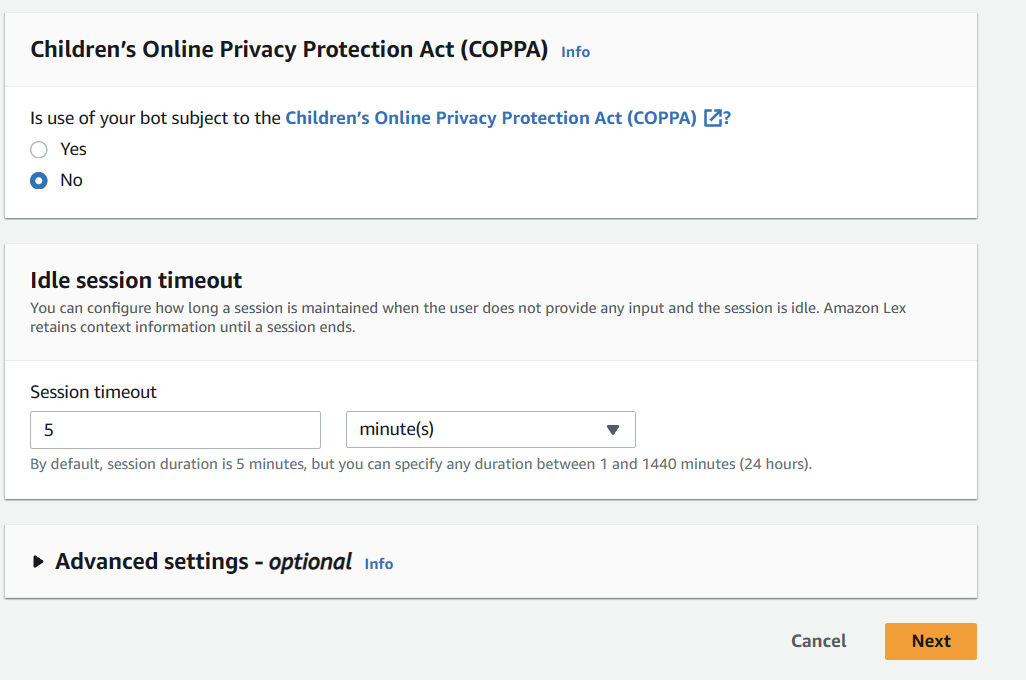 Children’s Online Privacy Protection Act (COPPA) Info
Is use of your bot subject to the Children’s Online Privacy Protection Act (COPPA) ?
Yes
No
Idle session timeout
You can configure how long a session is maintained when the user does not provide any input and the session is idle. Amazon Lex
retains context information until a session ends.
Session timeout
5 minute(s)
By default, session duration is 5 minutes, but you can specify any duration between 1 and 1440 minutes (24 hours).
Advanced settings - optional Info
Cancel Next